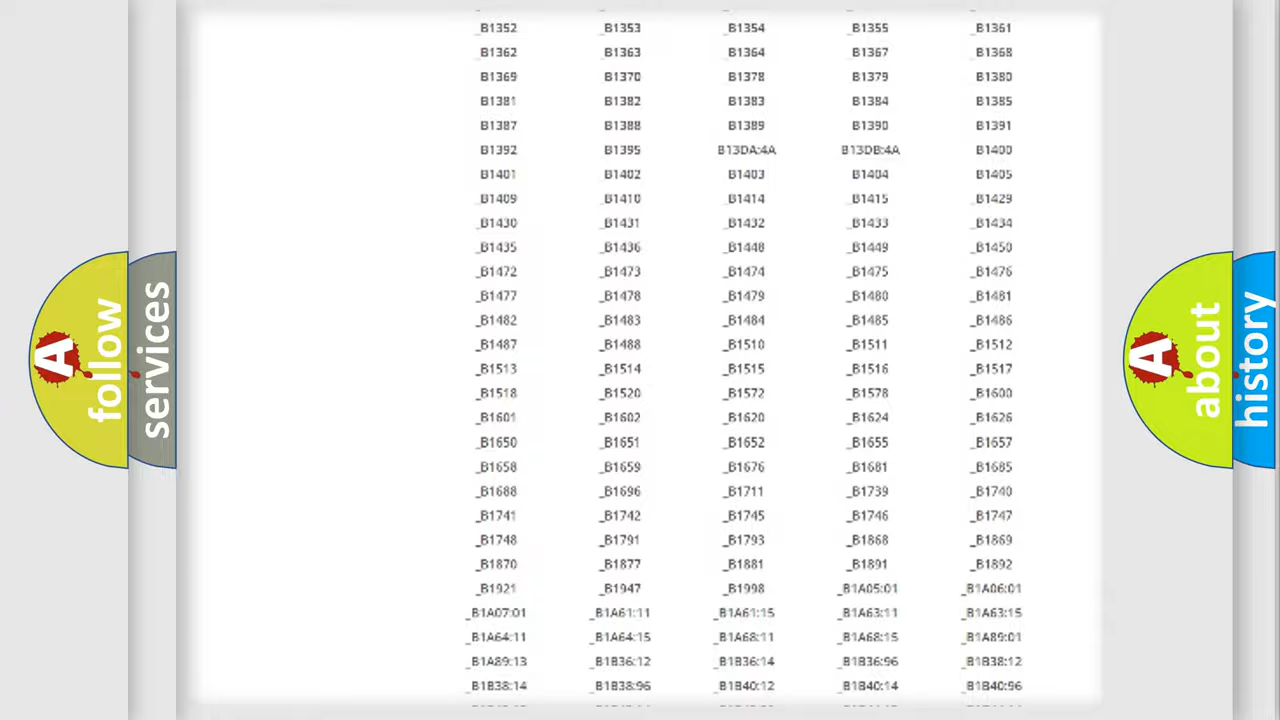 _B1352 _B1353 _B1354 _B1355 _B1361
_B1362 _B1363 _B1364 _B1367 _B1368
_B1369 _B1370 _B1378 _B1379 _B1380
_B1381 _B1382 _B1383 _B1384 _B1385
_B1387 _B1388 _B1389 _B1390 _B1391
_B1392 _B1395 _B13DA:4A _B13DB:4A _B1400
_B1401 _B1402 _B1403 _B1404 _B1405
_B1409 _B1410 _B1414 _B1415 _B1429
_B1430 _B1431 _B1432 _B1433 _B1434
_B1435 _B1436 _B1448 _B1449 _B1450
_B1472 _B1473 _B1474 _B1475 _B1476
_B1477 _B1478 _B1479 _B1480 _B1481
_B1482 _B1483 _B1484 _B1485 _B1486
_B1487 _B1488 _B1510 _B1511 _B1512
_B1513 _B1514 _B1515 _B1516 _B1517
_B1518 _B1520 _B1572 _B1578 _B1600
_B1601 _B1602 _B1620 _B1624 _B1626
_B1650 _B1651 _B1652 _B1655 _B1657
_B1658 _B1659 _B1676 _B1681 _B1685
_B1688 _B1696 _B1711 _B1739 _B1740
_B1741 _B1742 _B1745 _B1746 _B1747
_B1748 _B1791 _B1793 _B1868 _B1869
_B1870 _B1877 _B1881 _B1891 _B1892
_B1921 _B1947 _B1998 _B1A05:01 _B1A06:01
_B1A07:01 _B1A61:11 _B1A61:15 _B1A63:11 _B1A63:15
_B1A64:11 _B1A64:15 _B1A68:11 _B1A68:15 _B1A89:01
_B1A89:13 _B1B36:12 _B1B36:14 _B1B36:96 _B1B38:12
_B1B38:14 _B1B38:96 _B1B40:12 _B1B40:14 _B1B40:96
A
follow
services
A
about
history